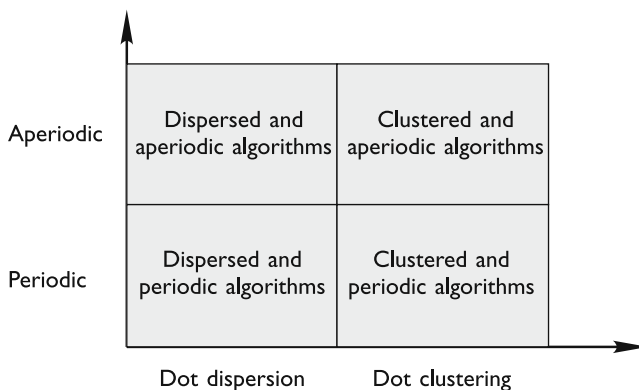 Aperiodic
Dispersed and
aperiodic algorithms
Clustered and
aperiodic algorithms
Periodic
Dispersed and
periodic algorithms
Clustered and
periodic algorithms
Dot dispersion
Dot clustering